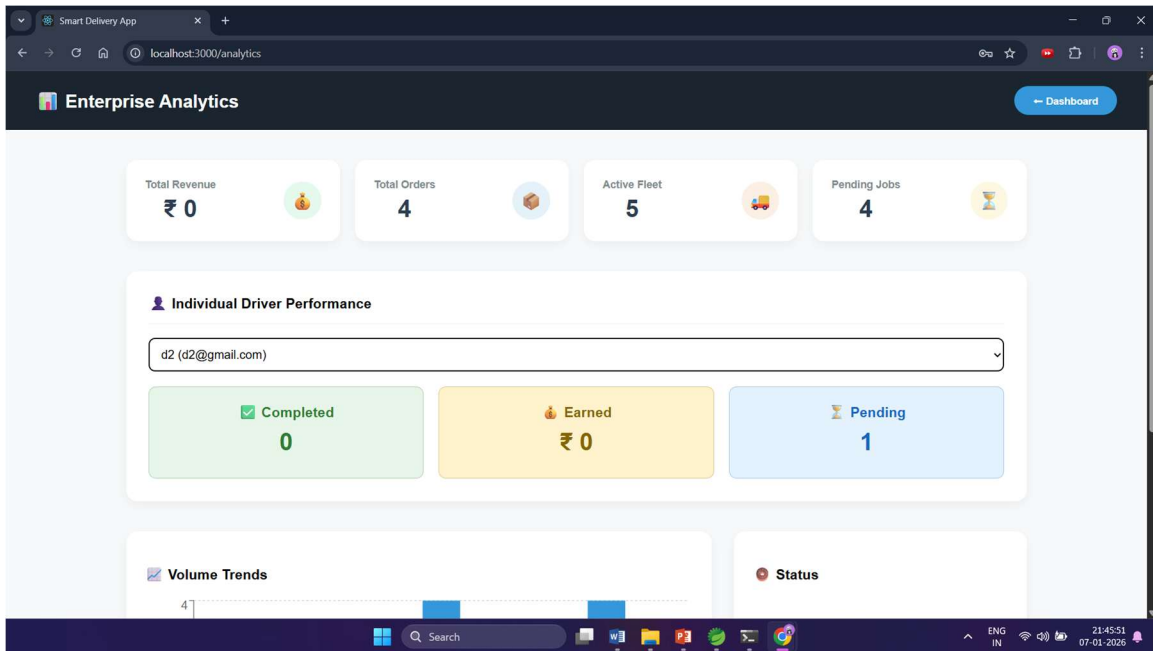 Smart Delivery App
localhost:3000/analytics
Enterprise Analytics
← Dashboard
Total Revenue
₹ 0
Total Orders
4
Active Fleet
5
Pending Jobs
4
Individual Driver Performance
d2 (d2@gmail.com)
Completed
0
Earned
₹ 0
Pending
1
Volume Trends
4
Status
Search
ENG
IN
21:45:51
07-01-2026